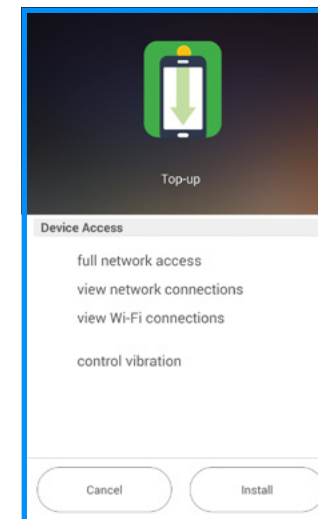 Top-up
Device Access
full network access
view network connections
view Wi-Fi connections
control vibration
Cancel
Install